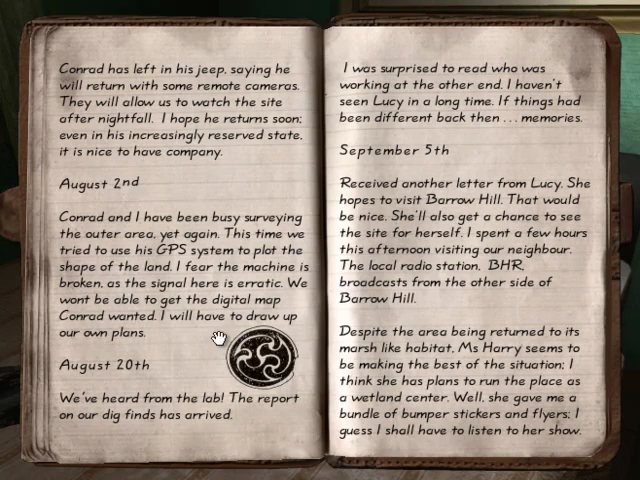 Conrad has left in his jeep, saying he
will return with some remote cameras.
They will allow us to watch the site
after nightfall. I hope he returns soon;
even in his increasingly reserved state,
it is nice to have company.
August 2nd
Conrad and I have been busy surveying
the outer area, yet again. This time we
tried to use his GPS system to plot the
shape of the land. I fear the machine is
broken, as the signal here is erratic. We
wont be able to get the digital map
Conrad wanted. I will have to draw up
our own plans.
August 20th
We've heard from the lab! The report
on our dig finds has arrived.
I was surprised to read who was
working at the other end. I haven't
seen Lucy in a long time. If things had
been different back then ... memories.
September 5th
Received another letter from Lucy. She
hopes to visit Barrow Hill. That would
be nice. She'll also get a chance to see
the site for herself. I spent a few hours
this afternoon visiting our neighbour.
The local radio station, BHR,
broadcasts from the other side of
Barrow Hill.
Despite the area being returned to its
marsh like habitat, Ms Harry seems to
be making the best of the situation; I
think she has plans to run the place as
a wetland center. Well, she gave me a
bundle of bumper stickers and flyers; I
guess I shall have to listen to her show.